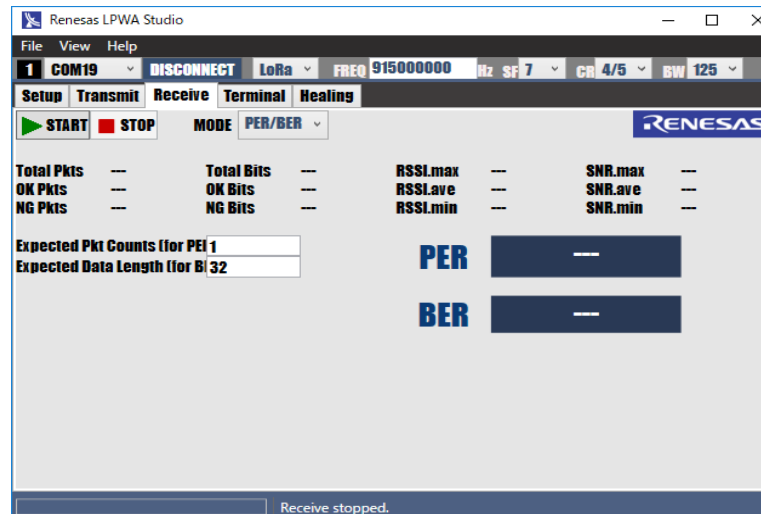 Renesas LPWA Studio
File View Help
1 COM19 DISCONNECT LoRa FREQ 915000000 Hz SF 7 CR 4/5 BW 125
Setup Transmit Receive Terminal Healing
START STOP MODE PER/BER RENESAS
Total Pkts --- Total Bits --- RSSI.max --- SNR.max ---
OK Pkts --- OK Bits --- RSSI.ave --- SNR.ave ---
NG Pkts --- NG Bits --- RSSI.min --- SNR.min ---
Expected Pkt Counts (for PE 1
Expected Data Length (for B 32
PER ---
BER ---
Receive stopped.